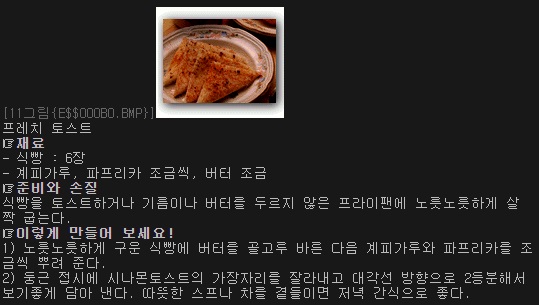 [11그림{E$$000B0.BMP}]
프레치 토스트
☞재료
- 식빵 : 6장
- 계피가루, 파프리카 조금씩, 버터 조금
☞준비와 손질
식빵을 토스트하거나 기름이나 버터를 두르지 않은 프라이팬에 노릇노릇하게 살
짝 굽는다.
☞이렇게 만들어 보세요!
1) 노릇노릇하게 구운 식빵에 버터를 골고루 바른 다음 계피가루와 파프리카를 조
금씩 뿌려 준다.
2) 둥근 접시에 시나몬토스트의 가장자리를 잘라내고 대각선 방향으로 2등분해서
보기좋게 담아 낸다. 따뜻한 스프나 차를 곁들이면 저녁 간식으로 좋다.